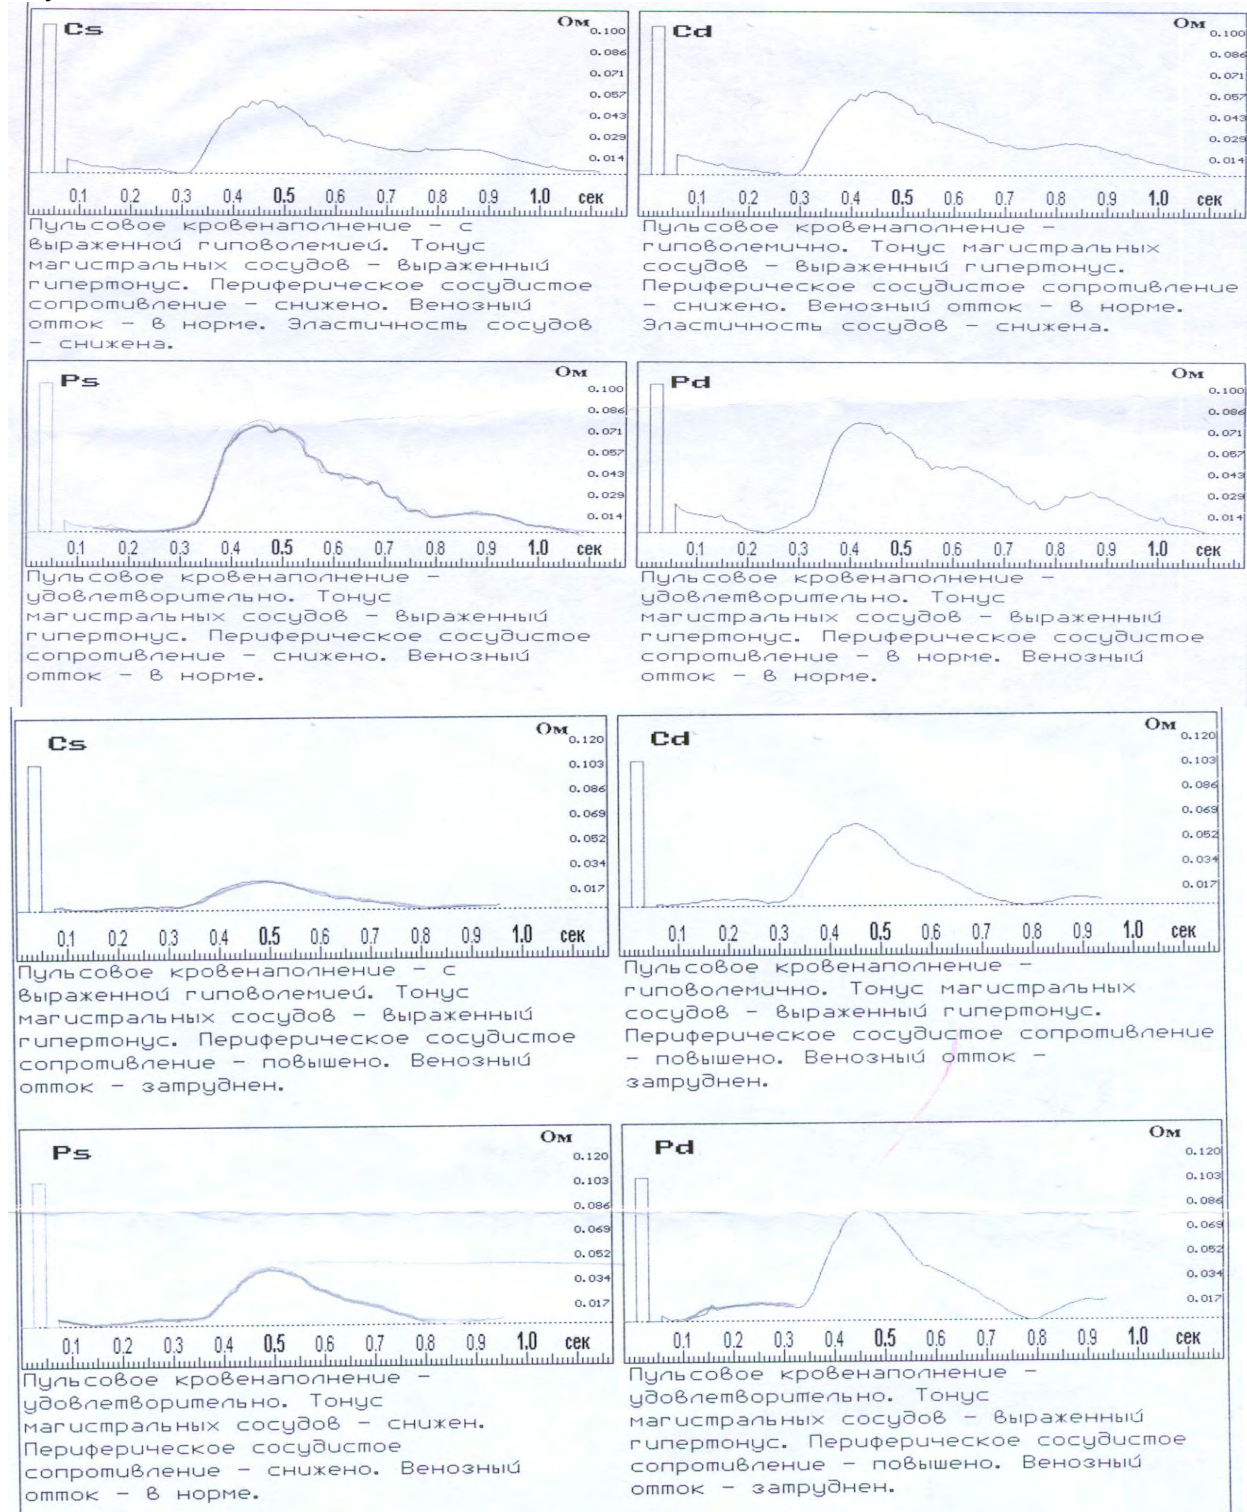 Cs Ом
0.100
0.086
0.071
0.057
0.043
0.029
0.014
0.1 0.2 0.3 0.4 0.5 0.6 0.7 0.8 0.9 1.0 сек
Пульсовое кровенаполнение – с
выраженной гиповолемией. Тонус
магистральных сосудов – выраженный
гипертонус. Периферическое сосудистое
сопротивление – снижено. Венозный
отток – в норме. Эластичность сосудов
– снижена.
Cd Ом
0.100
0.086
0.071
0.057
0.043
0.029
0.014
0.1 0.2 0.3 0.4 0.5 0.6 0.7 0.8 0.9 1.0 сек
Пульсовое кровенаполнение –
гиповолемично. Тонус магистральных
сосудов – выраженный гипертонус.
Периферическое сосудистое сопротивление
– снижено. Венозный отток – в норме.
Эластичность сосудов – снижена.
Ps Ом
0.100
0.086
0.071
0.057
0.043
0.029
0.014
0.1 0.2 0.3 0.4 0.5 0.6 0.7 0.8 0.9 1.0 сек
Пульсовое кровенаполнение –
удовлетворительно. Тонус
магистральных сосудов – выраженный
гипертонус. Периферическое сосудистое
сопротивление – снижено. Венозный
отток – в норме.
Pd Ом
0.100
0.086
0.071
0.057
0.043
0.029
0.014
0.1 0.2 0.3 0.4 0.5 0.6 0.7 0.8 0.9 1.0 сек
Пульсовое кровенаполнение –
удовлетворительно. Тонус
магистральных сосудов – выраженный
гипертонус. Периферическое сосудистое
сопротивление – в норме. Венозный
отток – в норме.
Cs Ом
0.120
0.103
0.086
0.069
0.052
0.034
0.017
0.1 0.2 0.3 0.4 0.5 0.6 0.7 0.8 0.9 1.0 сек
Пульсовое кровенаполнение – с
выраженной гиповолемией. Тонус
магистральных сосудов – выраженный
гипертонус. Периферическое сосудистое
сопротивление – повышено. Венозный
отток – затруднен.
Cd Ом
0.120
0.103
0.086
0.069
0.052
0.034
0.017
0.1 0.2 0.3 0.4 0.5 0.6 0.7 0.8 0.9 1.0 сек
Пульсовое кровенаполнение –
гиповолемично. Тонус магистральных
сосудов – выраженный гипертонус.
Периферическое сосудистое сопротивление
– повышено. Венозный отток –
затруднен.
Ps Ом
0.120
0.103
0.086
0.069
0.052
0.034
0.017
0.1 0.2 0.3 0.4 0.5 0.6 0.7 0.8 0.9 1.0 сек
Пульсовое кровенаполнение –
удовлетворительно. Тонус
магистральных сосудов – снижен.
Периферическое сосудистое
сопротивление – снижено. Венозный
отток – в норме.
Pd Ом
0.120
0.103
0.086
0.069
0.052
0.034
0.017
0.1 0.2 0.3 0.4 0.5 0.6 0.7 0.8 0.9 1.0 сек
Пульсовое кровенаполнение –
удовлетворительно. Тонус
магистральных сосудов – выраженный
гипертонус. Периферическое сосудистое
сопротивление – повышено. Венозный
отток – затруднен.